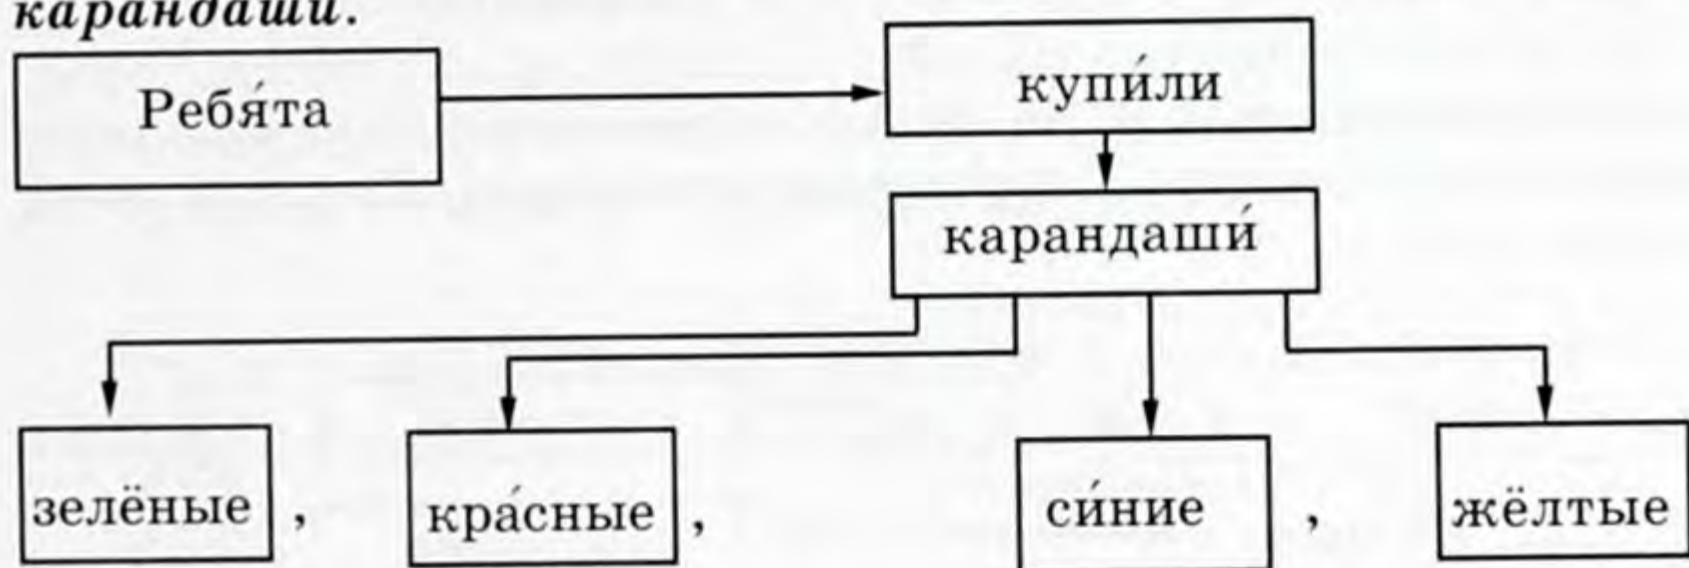 карандаши.
Ребя́та купи́ли
карандаши́
зелёные, кра́сные, си́ние, жёлтые